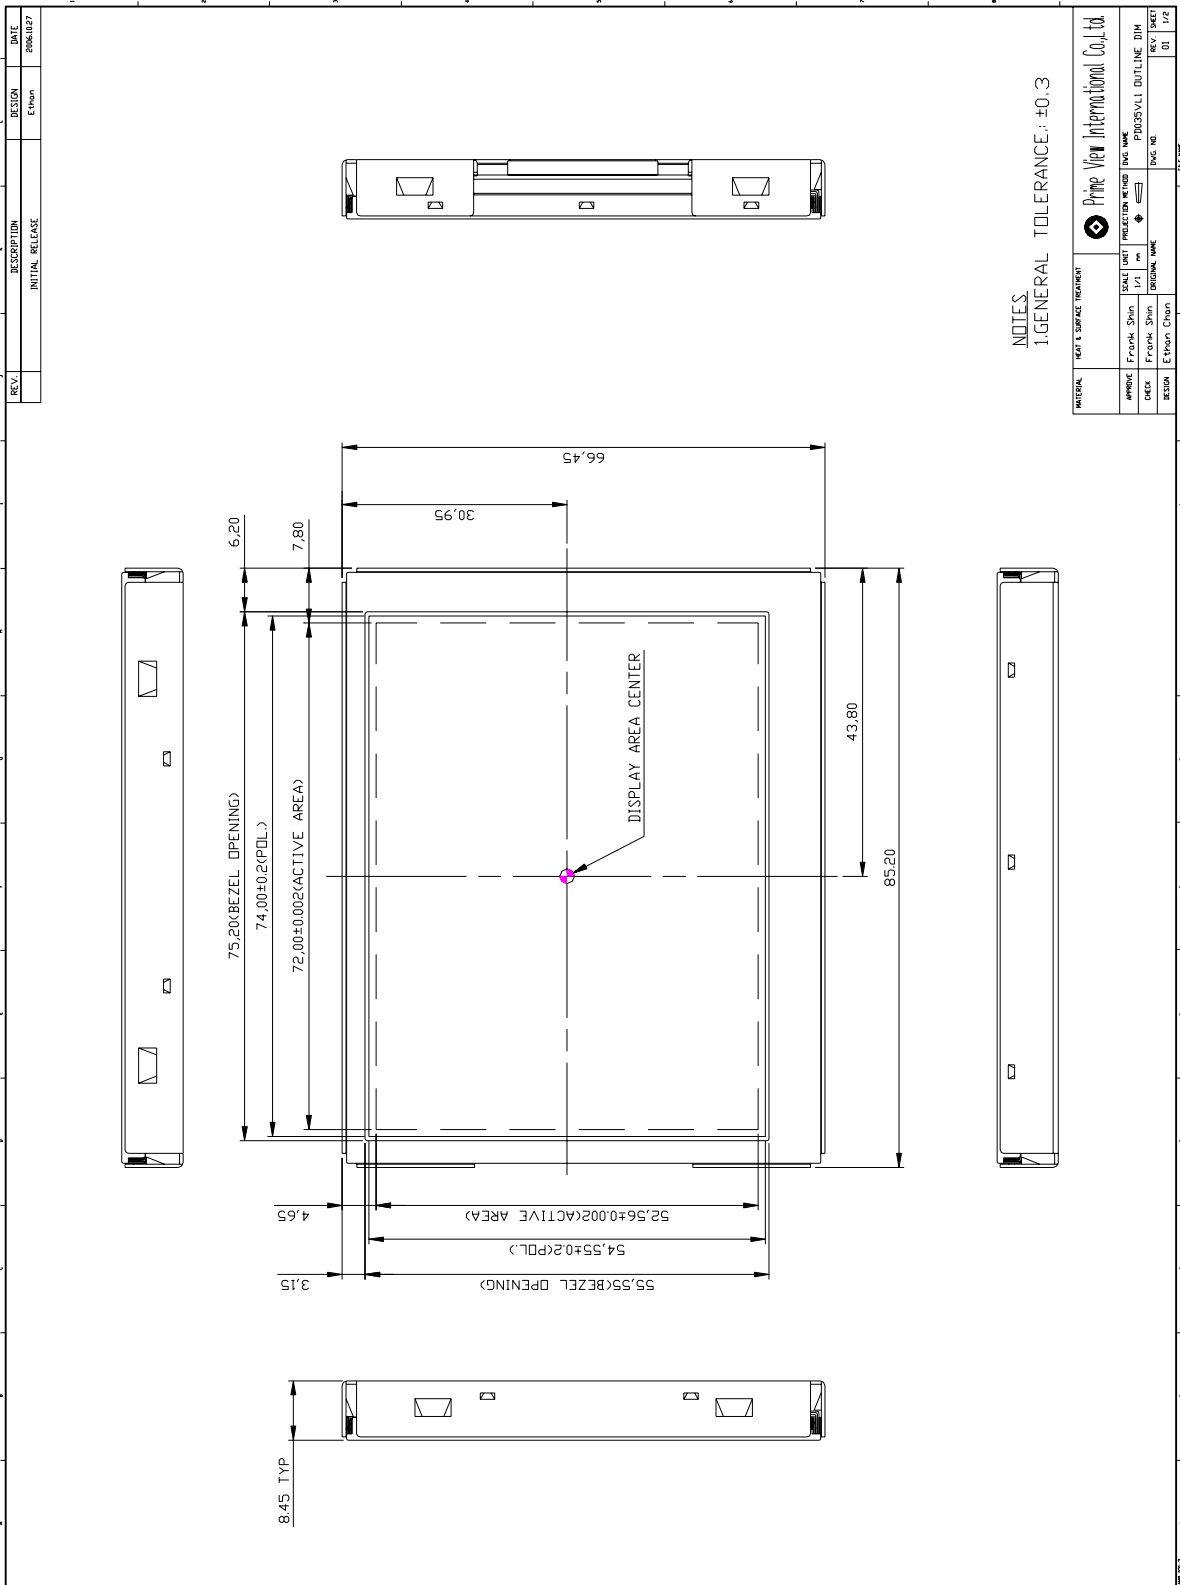 REV.
DESCRIPTION
DESIGN
DATE
INITIAL RELEASE
Ethan
2006.10.27
NOTES
1.GENERAL TOLERANCE.: ±0.3
66,45
30,95
6,20
7,80
75,20(BEZEL OPENING)
74,00±0.2(POL.)
72,00±0.002(ACTIVE AREA)
DISPLAY AREA CENTER
43,80
85.20
4,65
52,56±0.002(ACTIVE AREA)
54,55±0.2(POL.)
3,15
55,55(BEZEL OPENING)
8.45 TYP
MATERIAL
HEAT & SURFACE TREATMENT
Prime View International Co.,Ltd.
APPROVE
Frank Shin
SCALE
1/1
UNIT
mm
PROJECTION METHOD
DWG. NAME
PD035VL1 OUTLINE DIM
CHECK
Frank Shin
DESIGN
Ethan Chan
ORIGINAL NAME
DWG. NO.
REV.
01
SHEET
1/2